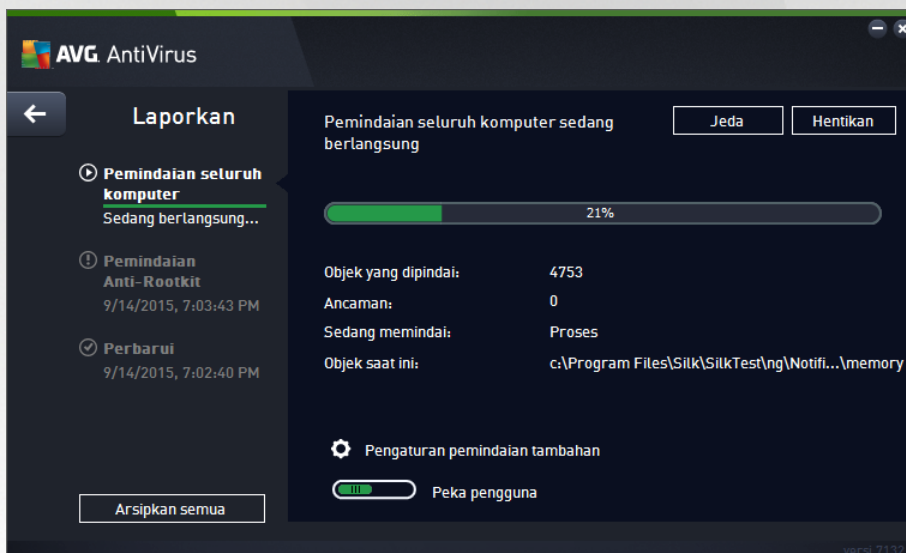 AVG. AntiVirus
Laporkan
Pemindaian seluruh
komputer
Sedang berlangsung...
Pemindaian
Anti-Rootkit
9/14/2015, 7:03:43 PM
Perbarui
9/14/2015, 7:02:40 PM
Arsipkan semua
Pemindaian seluruh komputer sedang
berlangsung
Jeda
Hentikan
21%
Objek yang dipindai: 4753
Ancaman: 0
Sedang memindai: Proses
Objek saat ini: c:\Program Files\Silk\SilkTest\ng\Notifi...\memory
Pengaturan pemindaian tambahan
Peka pengguna
versi 7132